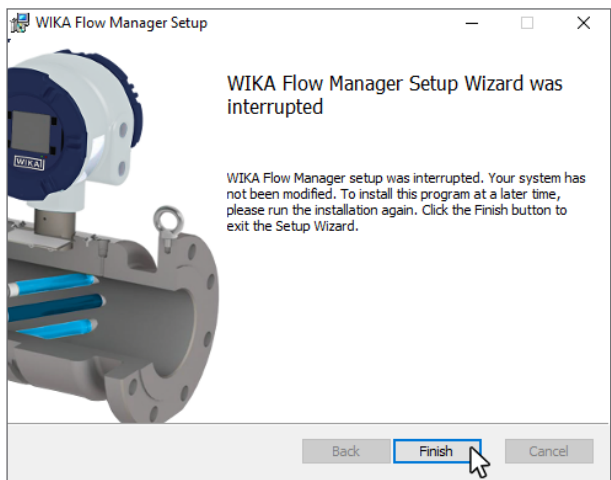 WIKA Flow Manager Setup
WIKA
WIKA Flow Manager Setup Wizard was
interrupted
WIKA Flow Manager setup was interrupted. Your system has
not been modified. To install this program at a later time,
please run the installation again. Click the Finish button to
exit the Setup Wizard.
Back
Finish
Cancel